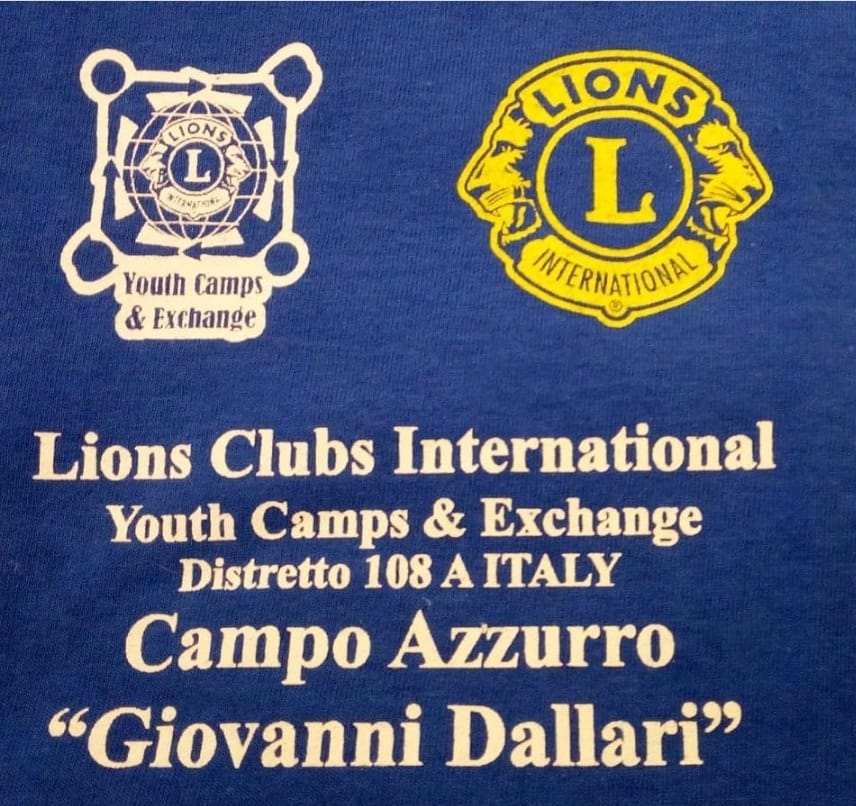 LIONS
L
INTERNATIONAL
Youth Camps
& Exchange
LIONS
L
INTERNATIONAL
®
Lions Clubs International
Youth Camps & Exchange
Distretto 108 A ITALY
Campo Azzurro
“Giovanni Dallari”